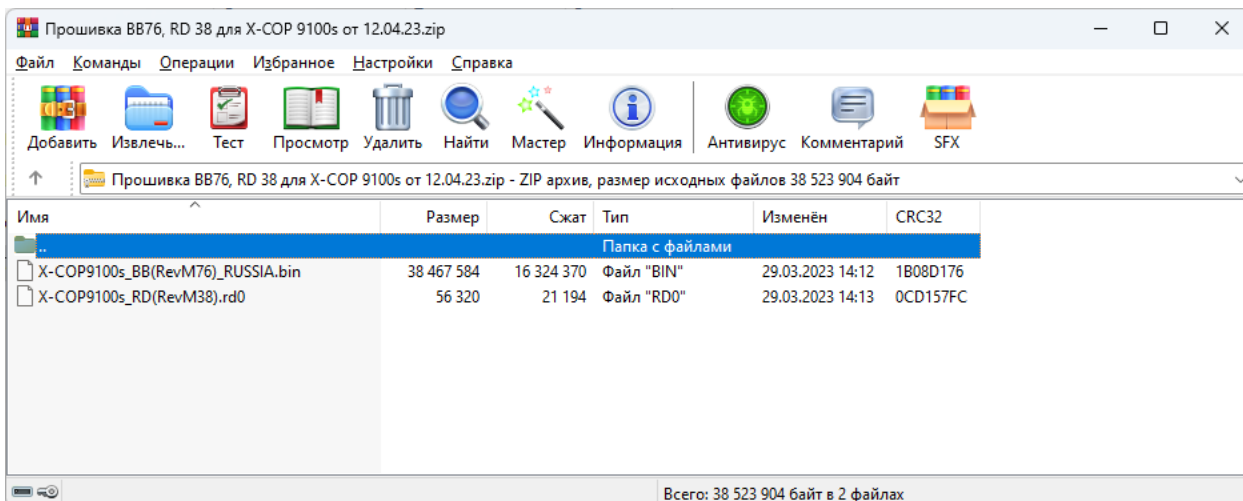 Прошивка BB76, RD 38 для X-COP 9100s от 12.04.23.zip
Файл Команды Операции Избранное Настройки Справка
Добавить Извлечь... Тест Просмотр Удалить Найти Мастер Информация Антивирус Комментарий SFX
Прошивка BB76, RD 38 для X-COP 9100s от 12.04.23.zip - ZIP архив, размер исходных файлов 38 523 904 байт
Имя Размер Сжат Тип Изменён CRC32
.. Папка с файлами
X-COP9100s_BB(RevM76)_RUSSIA.bin 38 467 584 16 324 370 Файл "BIN" 29.03.2023 14:12 1B08D176
X-COP9100s_RD(RevM38).rd0 56 320 21 194 Файл "RD0" 29.03.2023 14:13 0CD157FC
Всего: 38 523 904 байт в 2 файлах